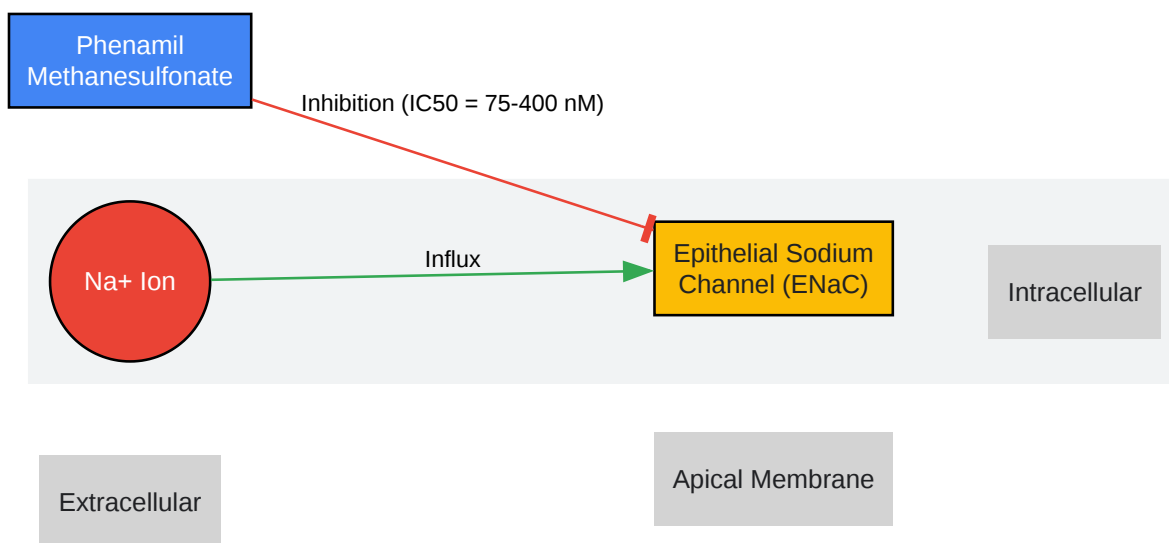 Phenamil
Methanesulfonate
Inhibition (IC50 = 75-400 nM)
Na+ Ion
Influx
Epithelial Sodium
Channel (ENaC)
Intracellular
Extracellular
Apical Membrane